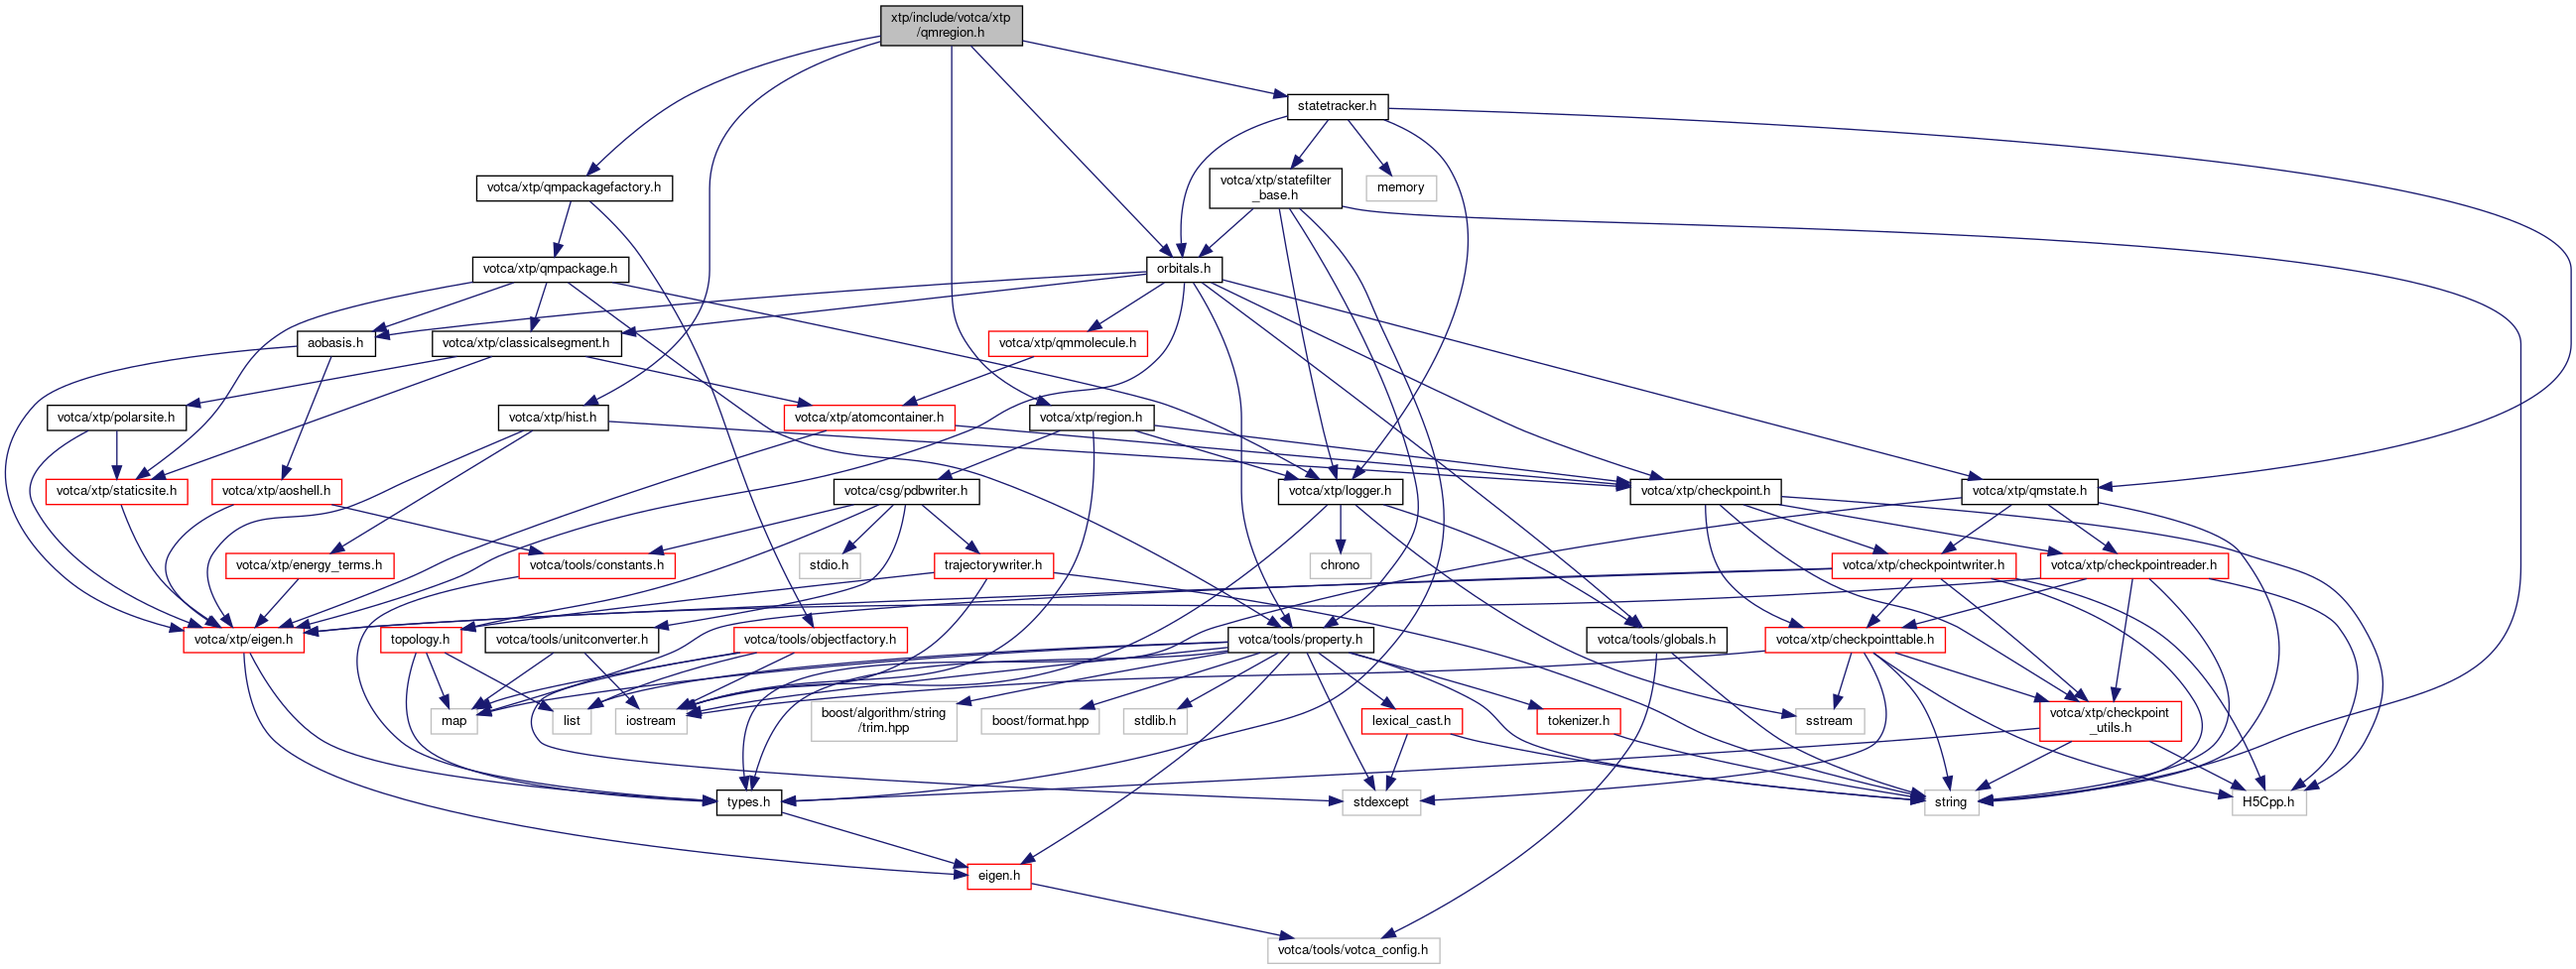 xtp/include/votca/xtp
/qmregion.h
statetracker.h
votca/xtp/qmpackagefactory.h
votca/xtp/statefilter
_base.h
memory
votca/xtp/qmpackage.h
orbitals.h
aobasis.h
votca/xtp/classicalsegment.h
votca/xtp/qmmolecule.h
votca/xtp/polarsite.h
votca/xtp/hist.h
votca/xtp/atomcontainer.h
votca/xtp/region.h
votca/xtp/staticsite.h
votca/xtp/aoshell.h
votca/csg/pdbwriter.h
votca/xtp/logger.h
votca/xtp/checkpoint.h
votca/xtp/qmstate.h
votca/xtp/energy_terms.h
votca/tools/constants.h
stdio.h
trajectorywriter.h
chrono
votca/xtp/checkpointwriter.h
votca/xtp/checkpointreader.h
votca/xtp/eigen.h
topology.h
votca/tools/unitconverter.h
votca/tools/objectfactory.h
votca/tools/property.h
votca/tools/globals.h
votca/xtp/checkpointtable.h
map
list
iostream
boost/algorithm/string
/trim.hpp
boost/format.hpp
stdlib.h
lexical_cast.h
tokenizer.h
sstream
votca/xtp/checkpoint
_utils.h
types.h
stdexcept
string
H5Cpp.h
eigen.h
votca/tools/votca_config.h